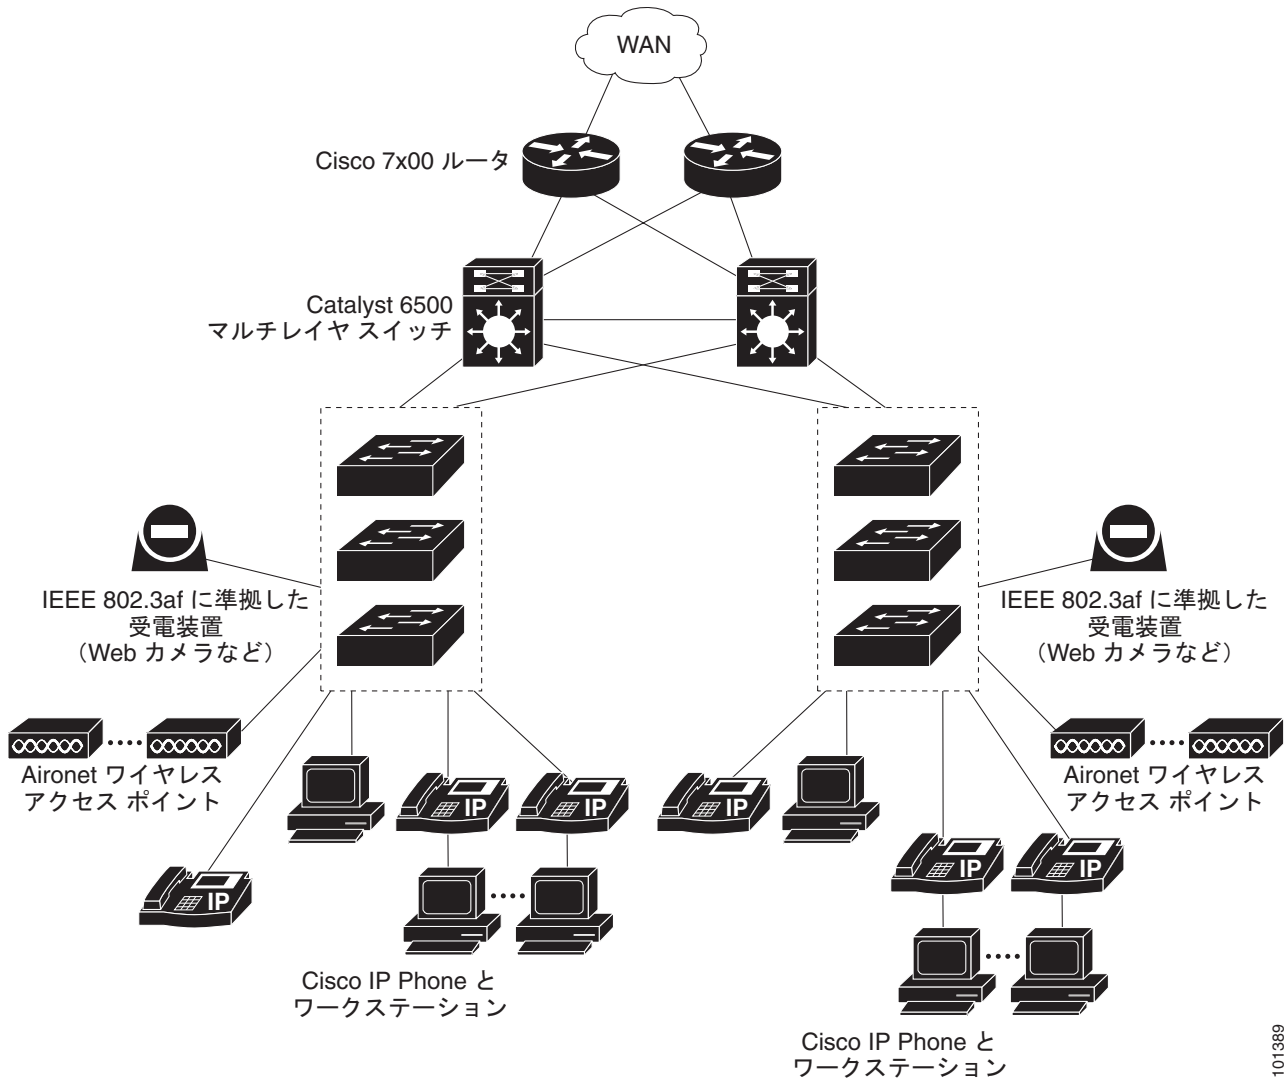 WAN
Cisco 7x00 ルータ
Catalyst 6500
マルチレイヤ スイッチ
IEEE 802.3af に準拠した
受電装置
（Web カメラなど）
IEEE 802.3af に準拠した
受電装置
（Web カメラなど）
Aironet ワイヤレス
アクセス ポイント
Aironet ワイヤレス
アクセス ポイント
IP
IP
IP
IP
IP
IP
Cisco IP Phone と
ワークステーション
Cisco IP Phone と
ワークステーション
101389